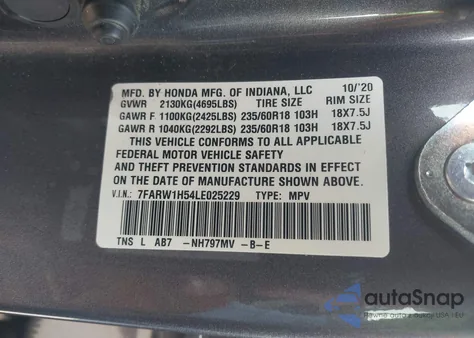 MFD. BY HONDA MFG. OF INDIANA, LLC 10/'20
GVWR 2130KG(4695LBS) TIRE SIZE RIM SIZE
GAWR F. 1100KG(2425LBS) 235/60R18 103H 18X7.5J
GAWR R 1040KG(2292LBS) 235/60R18 103H 18X7.5J
THIS VEHICLE CONFORMS TO ALL APPLICABLE
FEDERAL MOTOR VEHICLE SAFETY
AND THEFT PREVENTION STANDARDS IN EFFECT
ON THE DATE OF MANUFACTURE SHOWN ABOVE.
V.I.N.: 7FARW1H54LE025229 TYPE: MPV
TNS L AB7 -NH797MV -B-E
autoSnap